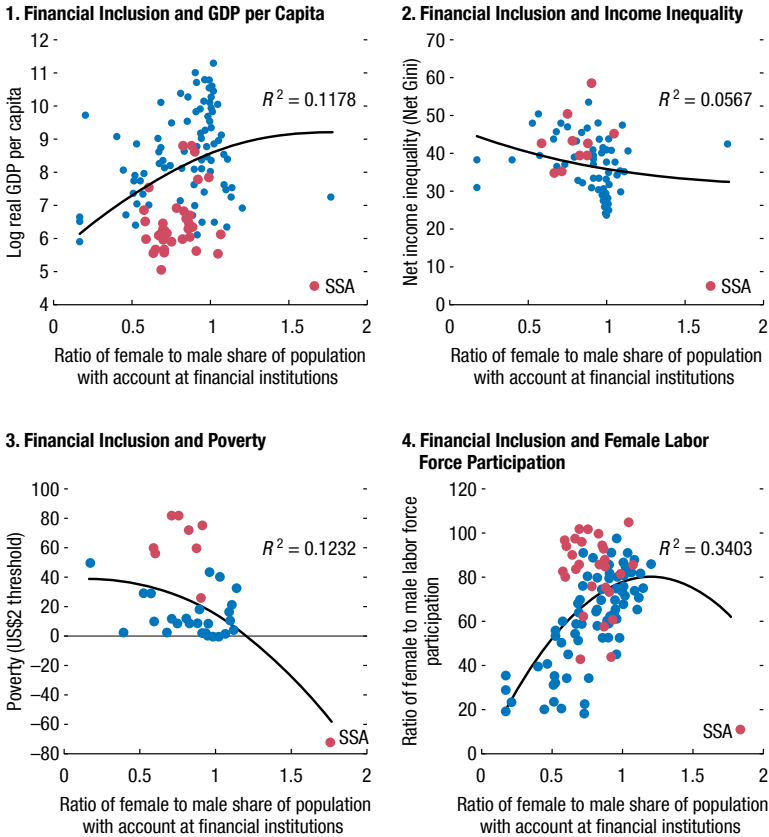 1. Financial Inclusion and GDP per Capita
12
11
10
9
8
7
6
5
4
Log real GDP per capita
R² = 0.1178
SSA
0 0.5 1 1.5 2
Ratio of female to male share of population
with account at financial institutions
2. Financial Inclusion and Income Inequality
70
60
50
40
30
20
10
0
Net income inequality (Net Gini)
R² = 0.0567
SSA
0 0.5 1 1.5 2
Ratio of female to male share of population
with account at financial institutions
3. Financial Inclusion and Poverty
100
80
60
40
20
0
–20
–40
–60
–80
Poverty (US$2 threshold)
R² = 0.1232
SSA
0 0.5 1 1.5 2
Ratio of female to male share of population
with account at financial institutions
4. Financial Inclusion and Female Labor
Force Participation
120
100
80
60
40
20
0
Ratio of female to male labor force
participation
R² = 0.3403
SSA
0 0.5 1 1.5 2
Ratio of female to male share of population
with account at financial institutions